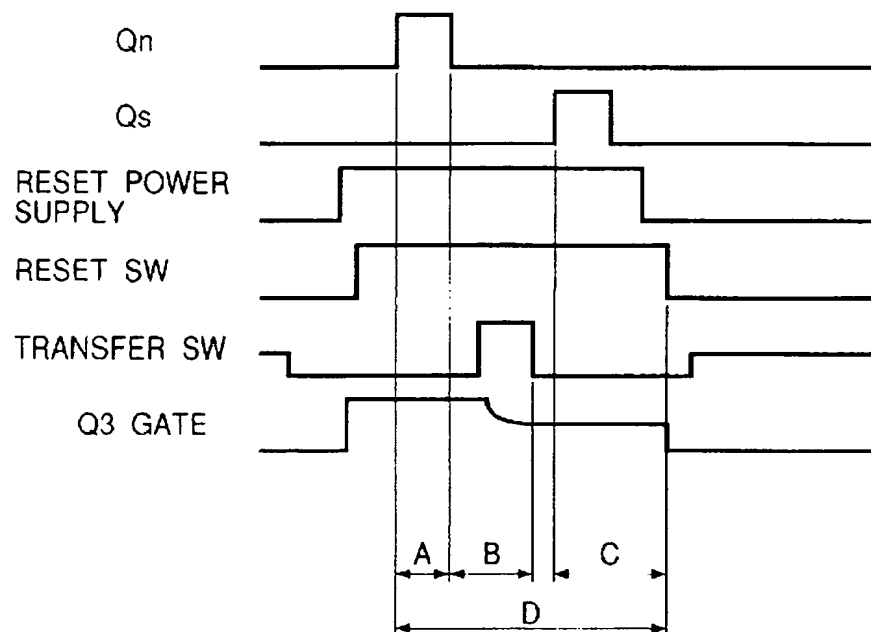 Qn
Qs
RESET POWER
SUPPLY
RESET SW
TRANSFER SW
Q3 GATE
A
B
C
D